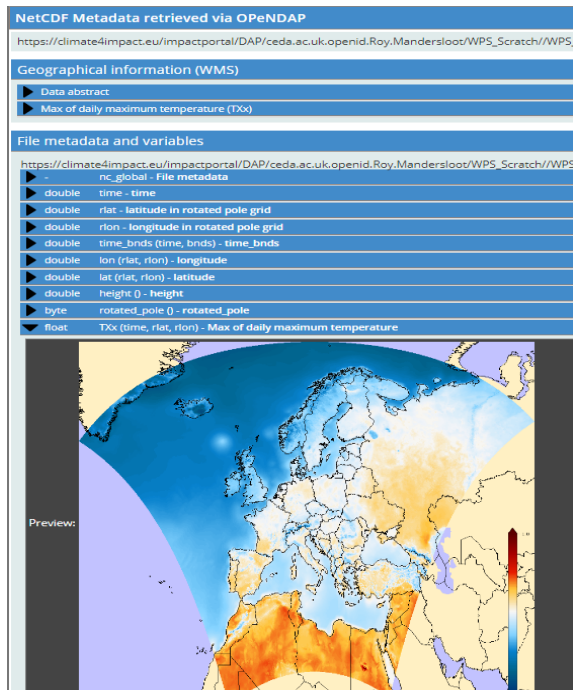 NetCDF Metadata retrieved via OPeNDAP
https://climate4impact.eu/impactportal/DAP/ceda.ac.uk.openid.Roy.Mandersloot/WPS_Scratch//WPS_
Geographical information (WMS)
Data abstract
Max of daily maximum temperature (TXx)
File metadata and variables
https://climate4impact.eu/impactportal/DAP/ceda.ac.uk.openid.Roy.Mandersloot/WPS_Scratch//WPS
- nc_global - File metadata
double time - time
double rlat - latitude in rotated pole grid
double rlon - longitude in rotated pole grid
double time_bnds (time, bnds) - time_bnds
double lon (rlat, rlon) - longitude
double lat (rlat, rlon) - latitude
double height () - height
byte rotated_pole () - rotated_pole
float TXx (time, rlat, rlon) - Max of daily maximum temperature
Preview: